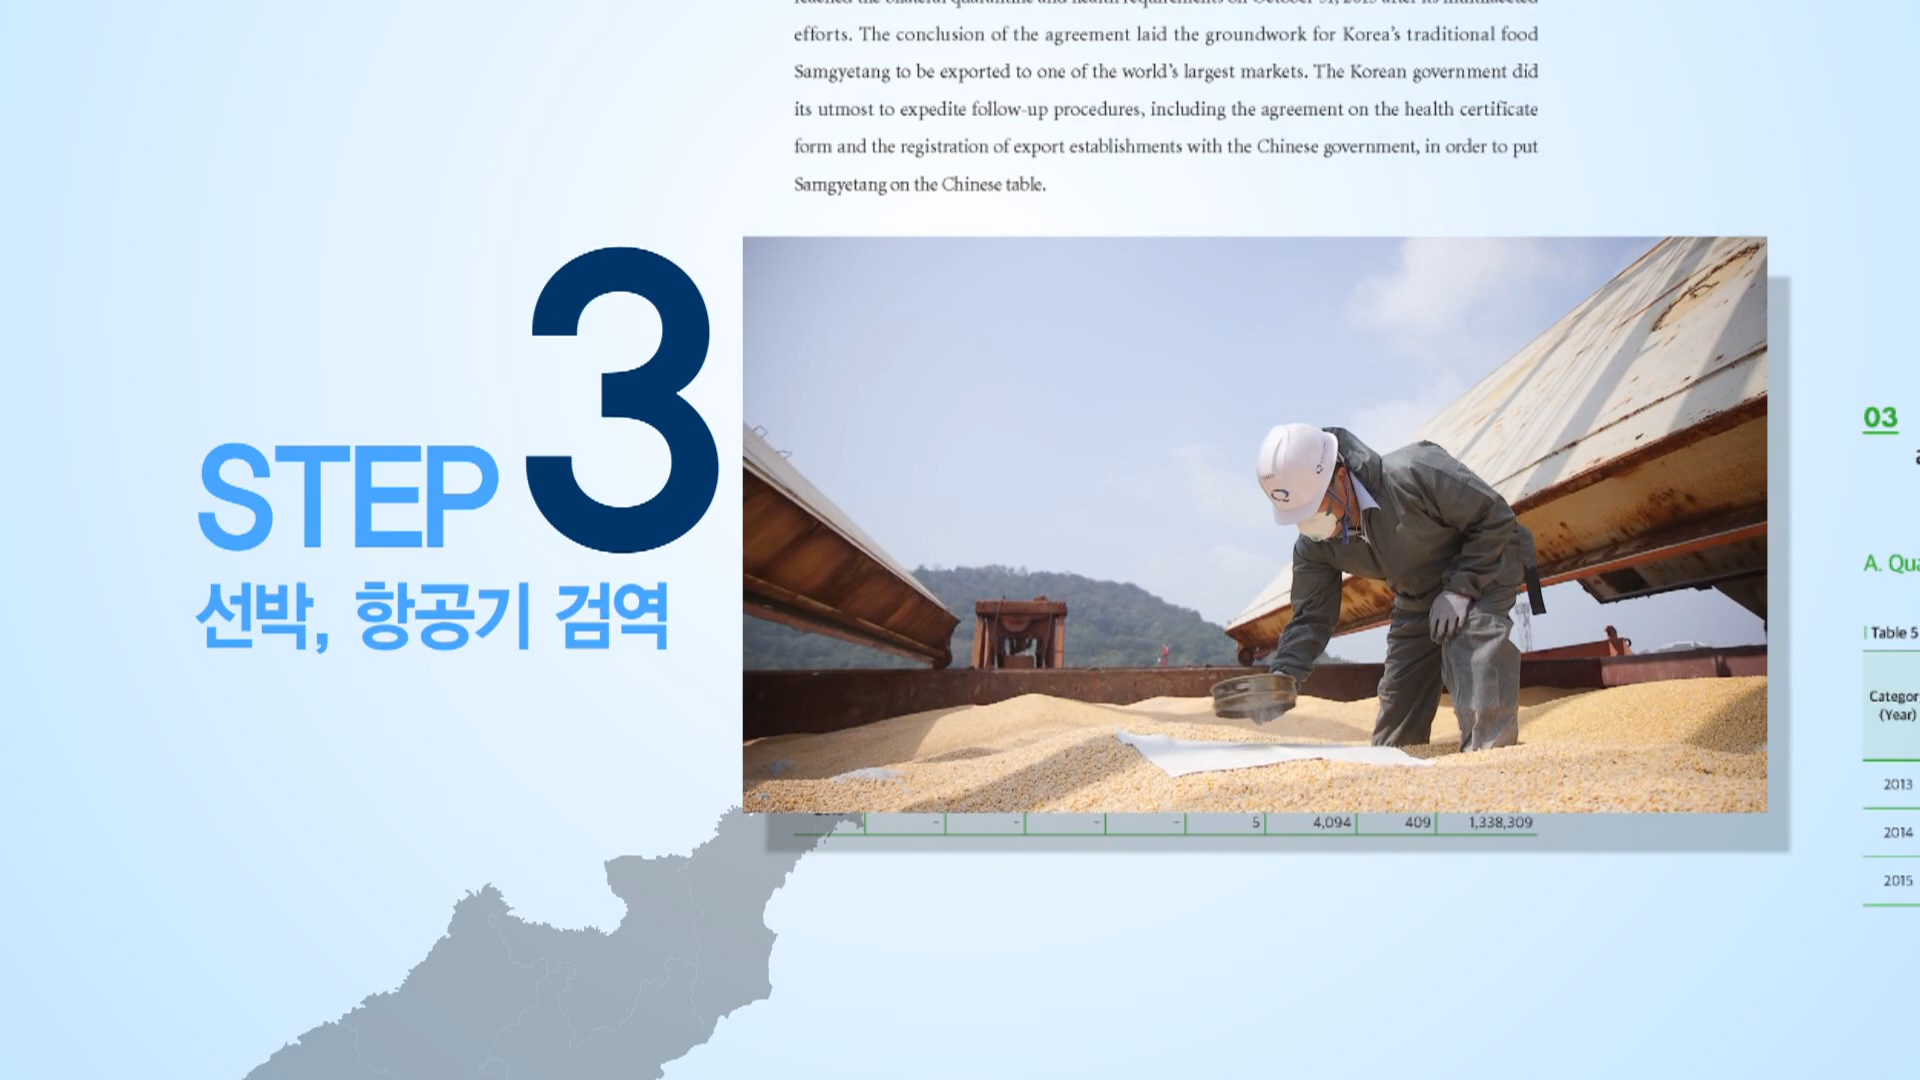 efforts. The conclusion of the agreement laid the groundwork for Korea's traditional food
Samgyetang to be exported to one of the world's largest markets. The Korean government did
its utmost to expedite follow-up procedures, including the agreement on the health certificate
form and the registration of export establishments with the Chinese government, in order to put
Samgyetang on the Chinese table.
STEP 3
선박, 항공기 검역
- - - - 5 4,094 409 1,338,309
03
A.
Table 5
(Year)
2013
2014
2015